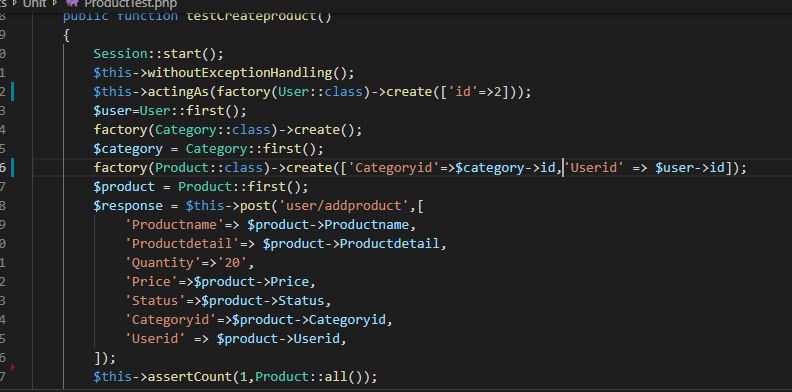 ts › Unit › ProductTest.php
8 public function testCreateproduct()
9 {
0 Session::start();
1 $this->withoutExceptionHandling();
2 $this->actingAs(factory(User::class)->create(['id'=>2]));
3 $user=User::first();
4 factory(Category::class)->create();
5 $category = Category::first();
6 factory(Product::class)->create(['Categoryid'=>$category->id,'Userid' => $user->id]);
7 $product = Product::first();
8 $response = $this->post('user/addproduct',[
9 'Productname'=> $product->Productname,
0 'Productdetail'=> $product->Productdetail,
1 'Quantity'=>'20',
2 'Price'=>$product->Price,
3 'Status'=>$product->Status,
4 'Categoryid'=>$product->Categoryid,
5 'Userid' => $product->Userid,
6 ]);
7 $this->assertCount(1,Product::all());